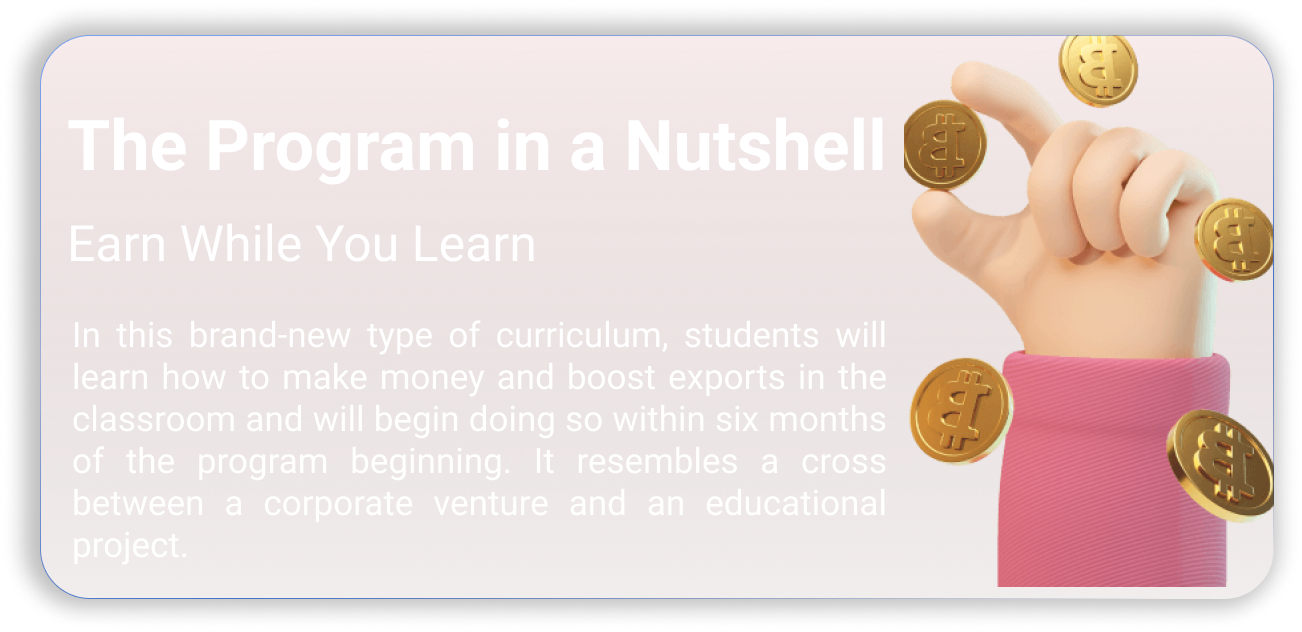 The Program in a Nutshell
Earn While You Learn
In this brand-new type of curriculum, students will
learn how to make money and boost exports in the
classroom and will begin doing so within six months
of the program beginning. It resembles a cross
between a corporate venture and an educational
project.